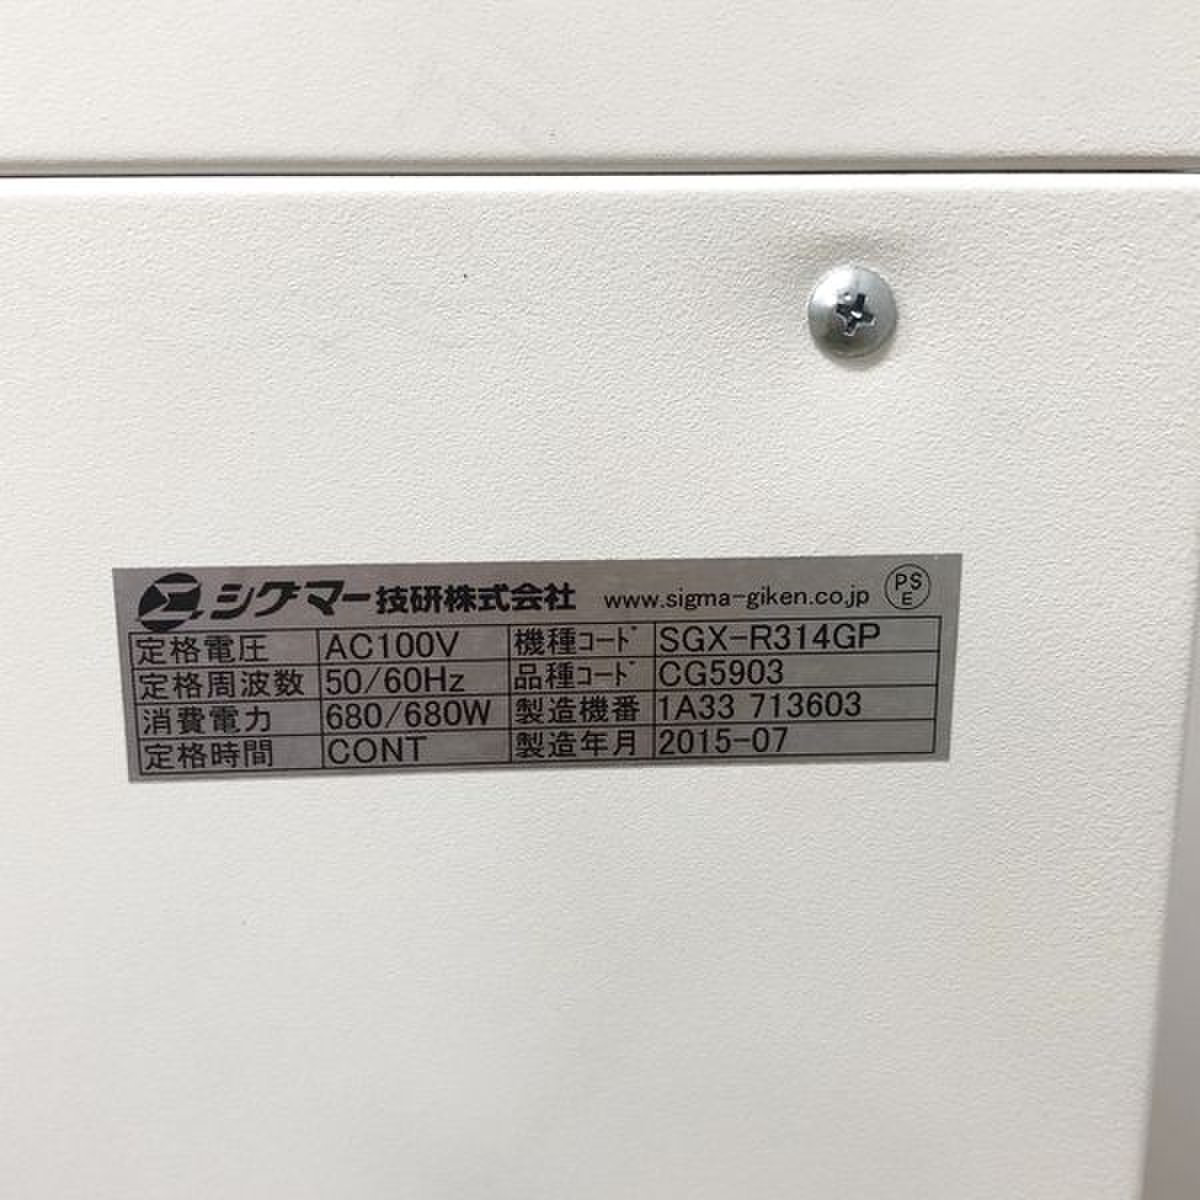 シグマー技研株式会社 www.sigma-giken.co.jp PSE
定格電圧 AC100V 機種ｺｰﾄﾞ SGX-R314GP
定格周波数 50/60Hz 品種ｺｰﾄﾞ CG5903
消費電力 680/680W 製造機番 1A33 713603
定格時間 CONT 製造年月 2015-07